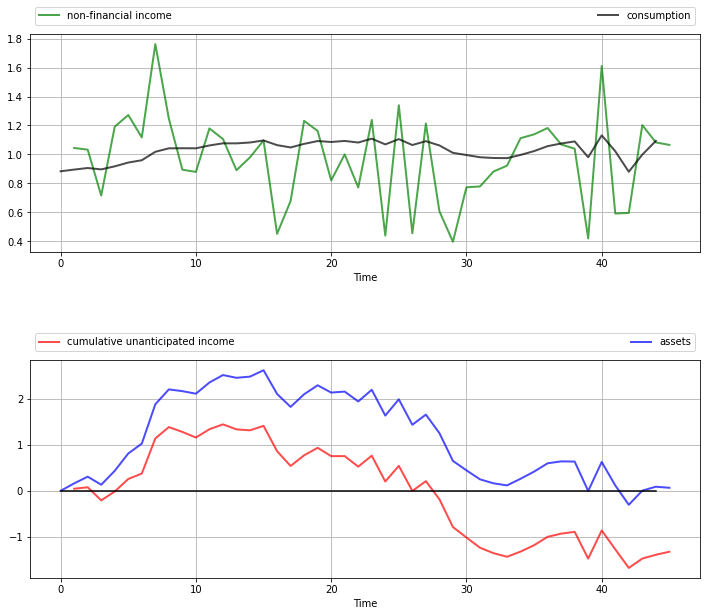 non-financial income consumption
1.8
1.6
1.4
1.2
1.0
0.8
0.6
0.4
0 10 20 30 40
Time
cumulative unanticipated income assets
2
1
0
−1
0 10 20 30 40
Time